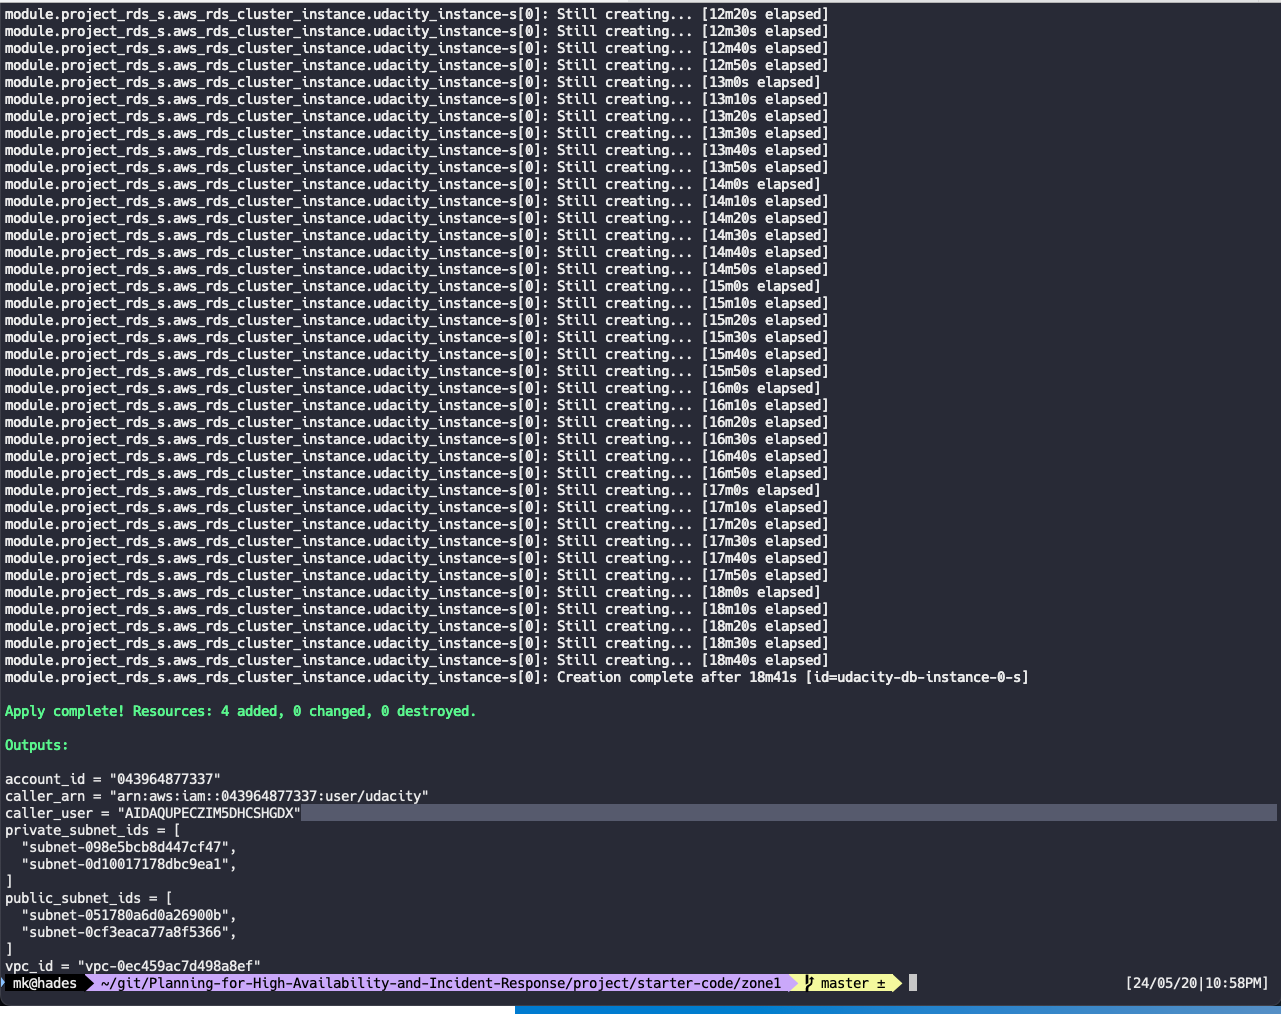 module.project_rds_s.aws_rds_cluster_instance.udacity_instance-s[0]: Still creating... [12m20s elapsed]
module.project_rds_s.aws_rds_cluster_instance.udacity_instance-s[0]: Still creating... [12m30s elapsed]
module.project_rds_s.aws_rds_cluster_instance.udacity_instance-s[0]: Still creating... [12m40s elapsed]
module.project_rds_s.aws_rds_cluster_instance.udacity_instance-s[0]: Still creating... [12m50s elapsed]
module.project_rds_s.aws_rds_cluster_instance.udacity_instance-s[0]: Still creating... [13m0s elapsed]
module.project_rds_s.aws_rds_cluster_instance.udacity_instance-s[0]: Still creating... [13m10s elapsed]
module.project_rds_s.aws_rds_cluster_instance.udacity_instance-s[0]: Still creating... [13m20s elapsed]
module.project_rds_s.aws_rds_cluster_instance.udacity_instance-s[0]: Still creating... [13m30s elapsed]
module.project_rds_s.aws_rds_cluster_instance.udacity_instance-s[0]: Still creating... [13m40s elapsed]
module.project_rds_s.aws_rds_cluster_instance.udacity_instance-s[0]: Still creating... [13m50s elapsed]
module.project_rds_s.aws_rds_cluster_instance.udacity_instance-s[0]: Still creating... [14m0s elapsed]
module.project_rds_s.aws_rds_cluster_instance.udacity_instance-s[0]: Still creating... [14m10s elapsed]
module.project_rds_s.aws_rds_cluster_instance.udacity_instance-s[0]: Still creating... [14m20s elapsed]
module.project_rds_s.aws_rds_cluster_instance.udacity_instance-s[0]: Still creating... [14m30s elapsed]
module.project_rds_s.aws_rds_cluster_instance.udacity_instance-s[0]: Still creating... [14m40s elapsed]
module.project_rds_s.aws_rds_cluster_instance.udacity_instance-s[0]: Still creating... [14m50s elapsed]
module.project_rds_s.aws_rds_cluster_instance.udacity_instance-s[0]: Still creating... [15m0s elapsed]
module.project_rds_s.aws_rds_cluster_instance.udacity_instance-s[0]: Still creating... [15m10s elapsed]
module.project_rds_s.aws_rds_cluster_instance.udacity_instance-s[0]: Still creating... [15m20s elapsed]
module.project_rds_s.aws_rds_cluster_instance.udacity_instance-s[0]: Still creating... [15m30s elapsed]
module.project_rds_s.aws_rds_cluster_instance.udacity_instance-s[0]: Still creating... [15m40s elapsed]
module.project_rds_s.aws_rds_cluster_instance.udacity_instance-s[0]: Still creating... [15m50s elapsed]
module.project_rds_s.aws_rds_cluster_instance.udacity_instance-s[0]: Still creating... [16m0s elapsed]
module.project_rds_s.aws_rds_cluster_instance.udacity_instance-s[0]: Still creating... [16m10s elapsed]
module.project_rds_s.aws_rds_cluster_instance.udacity_instance-s[0]: Still creating... [16m20s elapsed]
module.project_rds_s.aws_rds_cluster_instance.udacity_instance-s[0]: Still creating... [16m30s elapsed]
module.project_rds_s.aws_rds_cluster_instance.udacity_instance-s[0]: Still creating... [16m40s elapsed]
module.project_rds_s.aws_rds_cluster_instance.udacity_instance-s[0]: Still creating... [16m50s elapsed]
module.project_rds_s.aws_rds_cluster_instance.udacity_instance-s[0]: Still creating... [17m0s elapsed]
module.project_rds_s.aws_rds_cluster_instance.udacity_instance-s[0]: Still creating... [17m10s elapsed]
module.project_rds_s.aws_rds_cluster_instance.udacity_instance-s[0]: Still creating... [17m20s elapsed]
module.project_rds_s.aws_rds_cluster_instance.udacity_instance-s[0]: Still creating... [17m30s elapsed]
module.project_rds_s.aws_rds_cluster_instance.udacity_instance-s[0]: Still creating... [17m40s elapsed]
module.project_rds_s.aws_rds_cluster_instance.udacity_instance-s[0]: Still creating... [17m50s elapsed]
module.project_rds_s.aws_rds_cluster_instance.udacity_instance-s[0]: Still creating... [18m0s elapsed]
module.project_rds_s.aws_rds_cluster_instance.udacity_instance-s[0]: Still creating... [18m10s elapsed]
module.project_rds_s.aws_rds_cluster_instance.udacity_instance-s[0]: Still creating... [18m20s elapsed]
module.project_rds_s.aws_rds_cluster_instance.udacity_instance-s[0]: Still creating... [18m30s elapsed]
module.project_rds_s.aws_rds_cluster_instance.udacity_instance-s[0]: Still creating... [18m40s elapsed]
module.project_rds_s.aws_rds_cluster_instance.udacity_instance-s[0]: Creation complete after 18m41s [id=udacity-db-instance-0-s]
Apply complete! Resources: 4 added, 0 changed, 0 destroyed.
Outputs:
account_id = "043964877337"
caller_arn = "arn:aws:iam::043964877337:user/udacity"
caller_user = "AIDAQUPECZIM5DHCSHGDX"
private_subnet_ids = [
"subnet-098e5bcb8d447cf47",
"subnet-0d10017178dbc9ea1",
]
public_subnet_ids = [
"subnet-051780a6d0a26900b",
"subnet-0cf3eaca77a8f5366",
]
vpc_id = "vpc-0ec459ac7d498a8ef"
mk@hades ~/git/Planning-for-High-Availability-and-Incident-Response/project/starter-code/zone1 master ± [24/05/20|10:58PM]